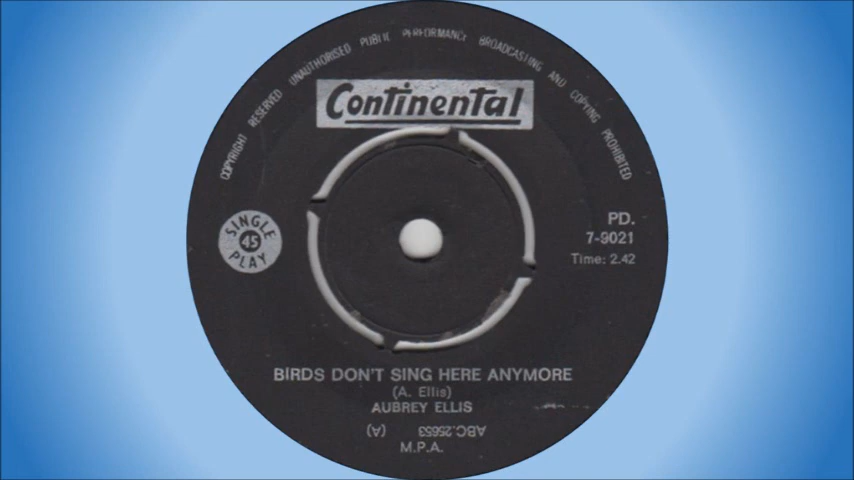 COPYRIGHT RESERVED UNAUTHORISED PUBLIC PERFORMANCE BROADCASTING AND COPYING PROHIBITED
Continental
SINGLE
45
PLAY
PD.
7-9021
Time: 2.42
BIRDS DON'T SING HERE ANYMORE
(A. Ellis)
AUBREY ELLIS
ABC.25653 (A)
M.P.A.